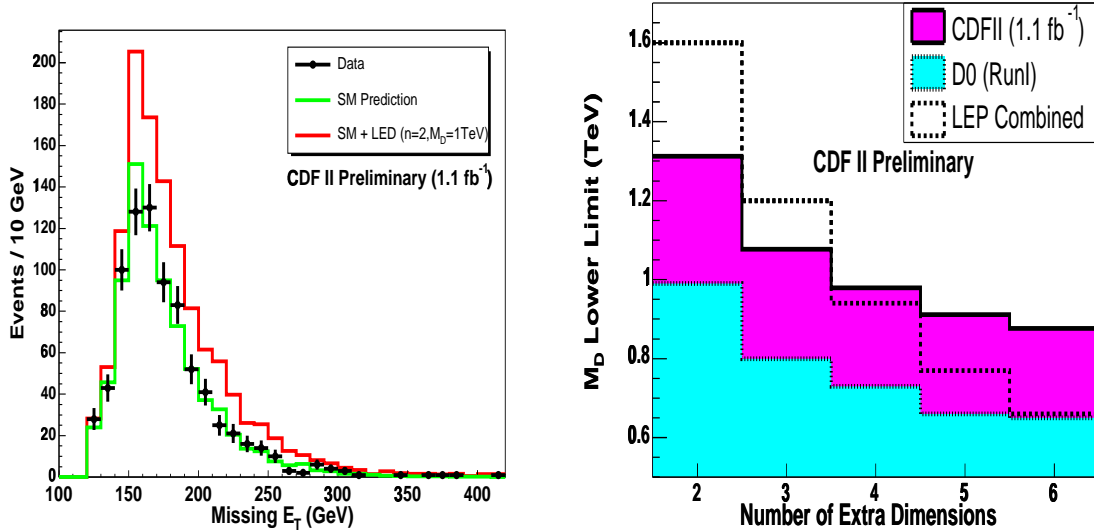 Events / 10 GeV
200
180
160
140
120
100
80
60
40
20
0
Data
SM Prediction
SM + LED (n=2,M_D=1TeV)
CDF II Preliminary (1.1 fb⁻¹)
100 150 200 250 300 350 400
Missing E_T (GeV)
M_D Lower Limit (TeV)
1.6
1.4
1.2
1
0.8
0.6
CDFII (1.1 fb⁻¹)
D0 (RunI)
LEP Combined
CDF II Preliminary
2 3 4 5 6
Number of Extra Dimensions